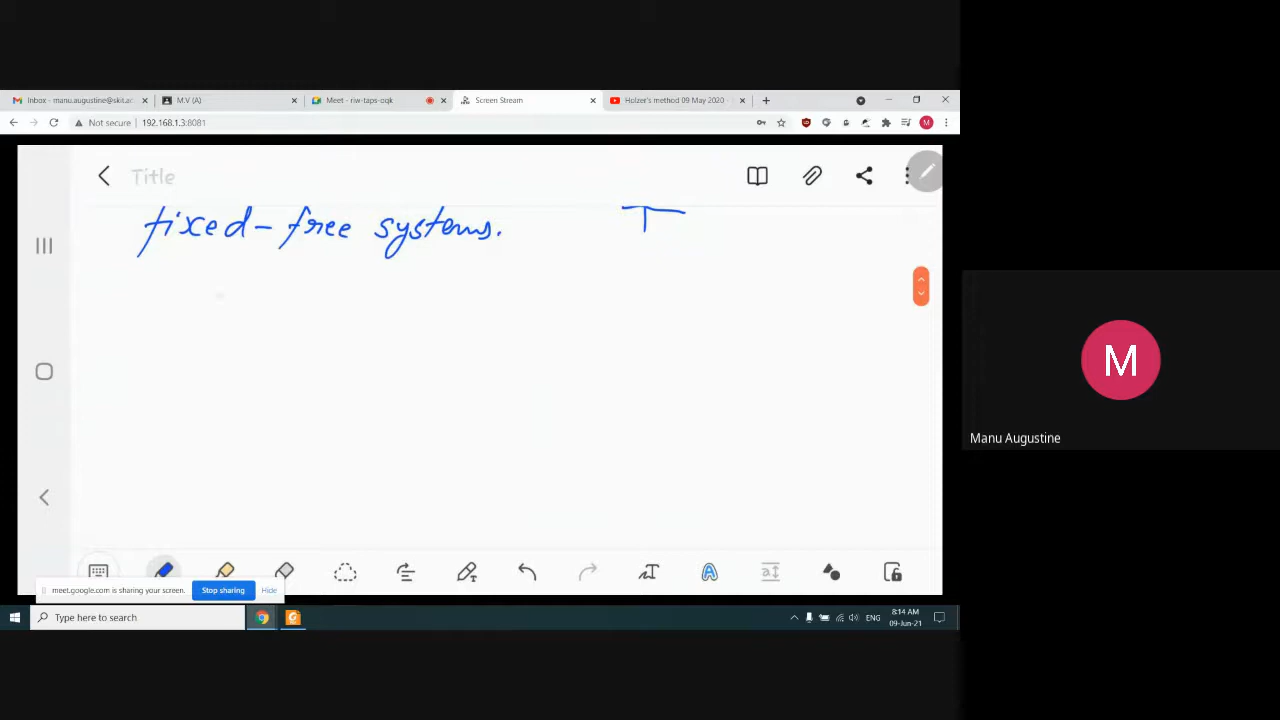 Inbox - manu.augustine@skit.ac
M.V (A)
Meet - riw-taps-oqk
Screen Stream
Holzer's method 09 May 2020 -
Not secure | 192.168.1.3:8081
M
Title
fixed-free systems.
T
M
Manu Augustine
meet.google.com is sharing your screen.
Stop sharing
Hide
Type here to search
ENG
8:14 AM
09-Jun-21